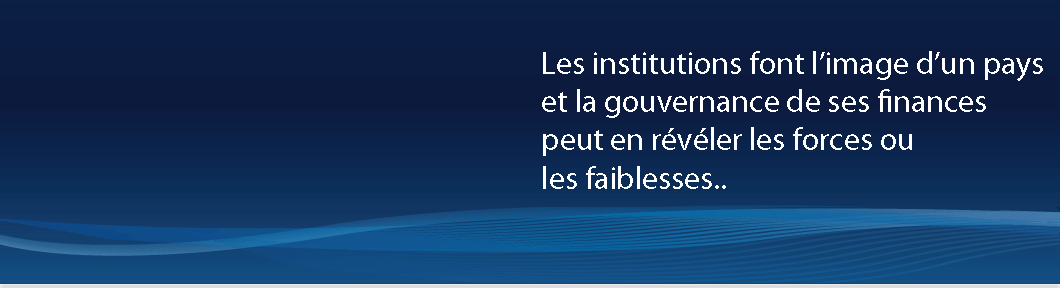 Les institutions font l’image d’un pays
et la gouvernance de ses finances
peut en révéler les forces ou
les faiblesses..